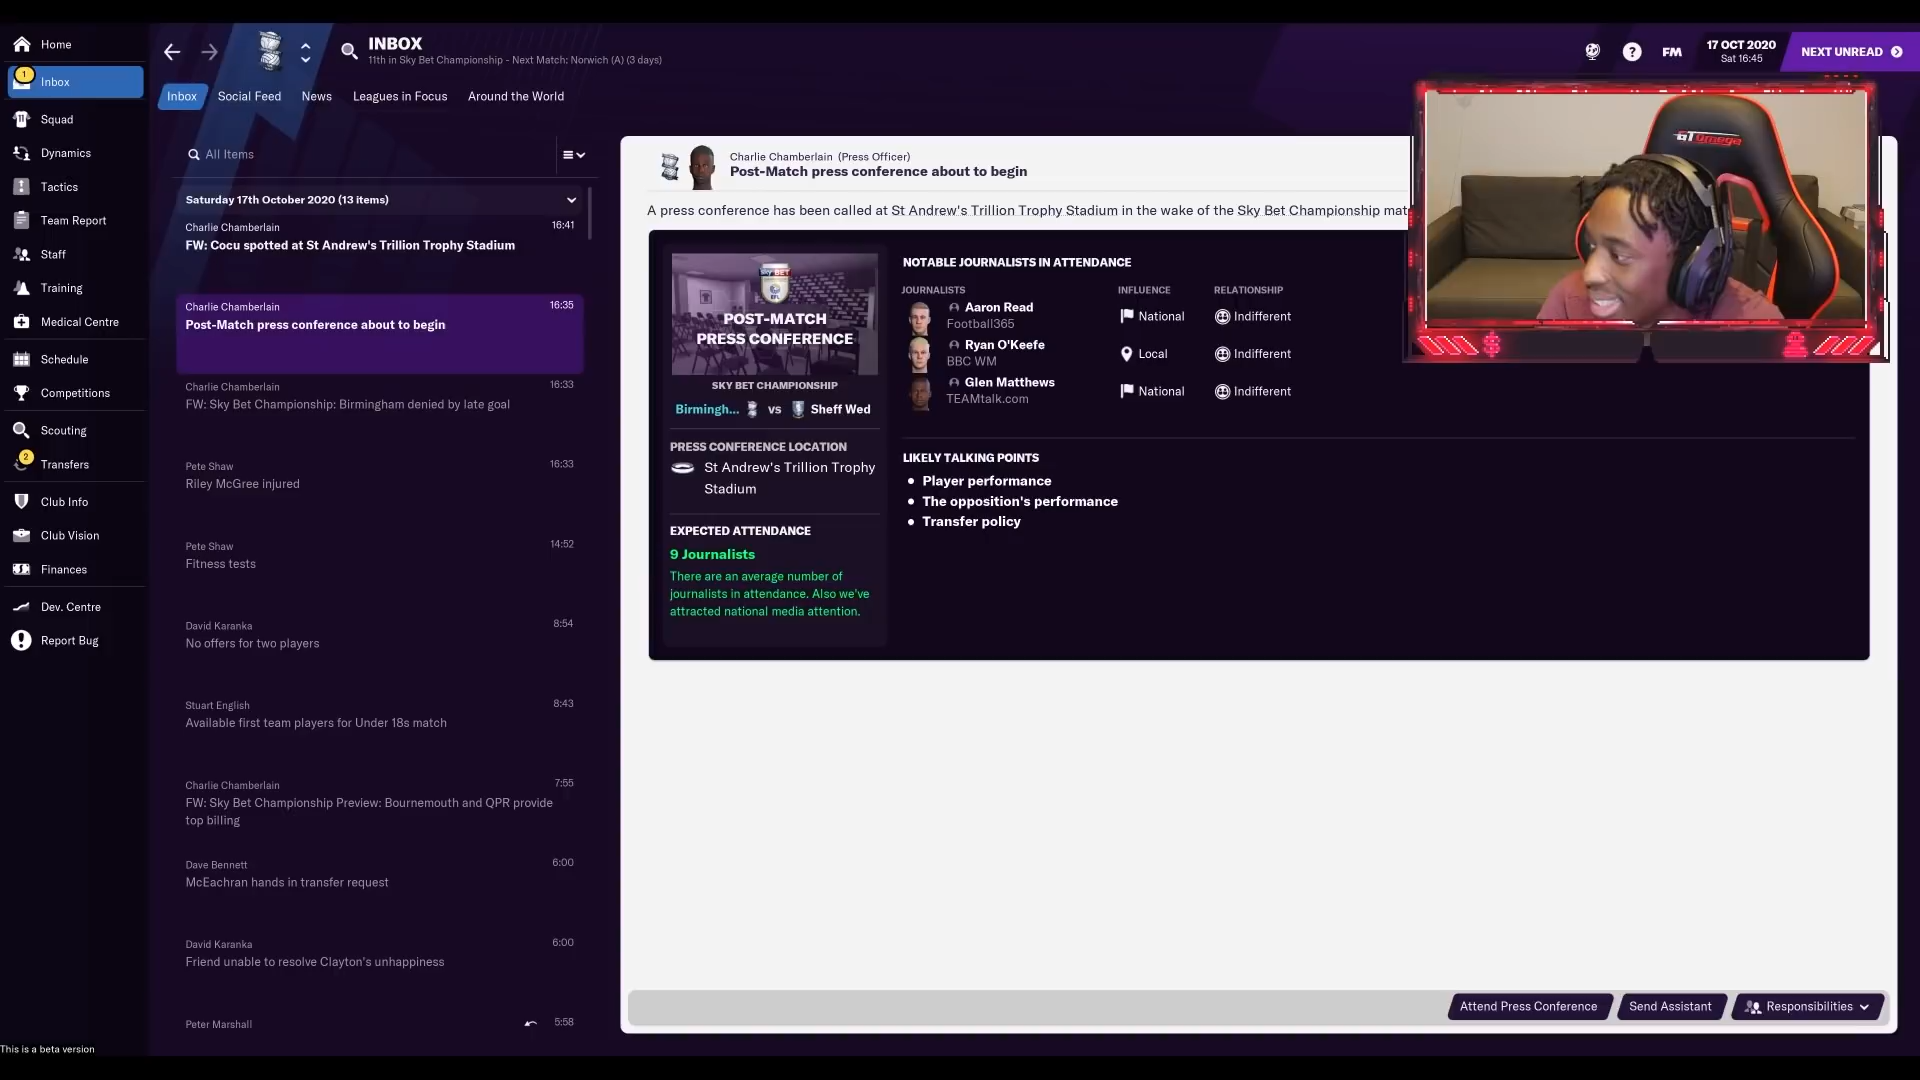 Home
1
Inbox
Squad
Dynamics
Tactics
Team Report
Staff
Training
Medical Centre
Schedule
Competitions
Scouting
2
Transfers
Club Info
Club Vision
Finances
Dev. Centre
Report Bug
This is a beta version
INBOX
11th in Sky Bet Championship - Next Match: Norwich (A) (3 days)
FM
17 OCT 2020
Sat 16:45
NEXT UNREAD
Inbox Social Feed News Leagues in Focus Around the World
All Items
Saturday 17th October 2020 (13 items)
Charlie Chamberlain 16:41
FW: Cocu spotted at St Andrew's Trillion Trophy Stadium
Charlie Chamberlain 16:35
Post-Match press conference about to begin
Charlie Chamberlain 16:33
FW: Sky Bet Championship: Birmingham denied by late goal
Pete Shaw 16:33
Riley McGree injured
Pete Shaw 14:52
Fitness tests
David Karanka 8:54
No offers for two players
Stuart English 8:43
Available first team players for Under 18s match
Charlie Chamberlain 7:55
FW: Sky Bet Championship Preview: Bournemouth and QPR provide
top billing
Dave Bennett 6:00
McEachran hands in transfer request
David Karanka 6:00
Friend unable to resolve Clayton's unhappiness
Peter Marshall 5:58
Charlie Chamberlain (Press Officer)
Post-Match press conference about to begin
A press conference has been called at St Andrew's Trillion Trophy Stadium in the wake of the Sky Bet Championship mat
sky BET
EFL
POST-MATCH
PRESS CONFERENCE
SKY BET CHAMPIONSHIP
Birmingh... vs Sheff Wed
PRESS CONFERENCE LOCATION
St Andrew's Trillion Trophy
Stadium
EXPECTED ATTENDANCE
9 Journalists
There are an average number of
journalists in attendance. Also we've
attracted national media attention.
NOTABLE JOURNALISTS IN ATTENDANCE
JOURNALISTS INFLUENCE RELATIONSHIP
Aaron Read
Football365
National Indifferent
Ryan O'Keefe
BBC WM
Local Indifferent
Glen Matthews
TEAMtalk.com
National Indifferent
LIKELY TALKING POINTS
Player performance
The opposition's performance
Transfer policy
GT Omega
Attend Press Conference Send Assistant Responsibilities